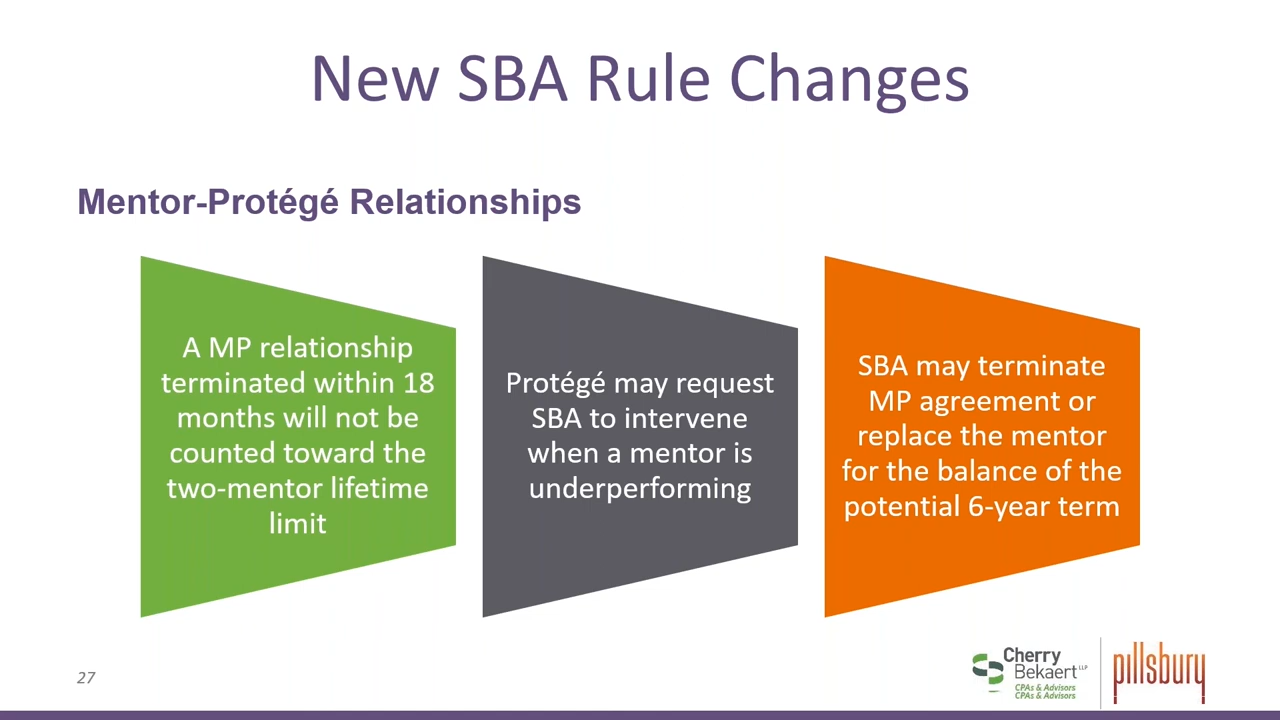 New SBA Rule Changes
Mentor-Protégé Relationships
A MP relationship
terminated within 18
months will not be
counted toward the
two-mentor lifetime
limit
Protégé may request
SBA to intervene
when a mentor is
underperforming
SBA may terminate
MP agreement or
replace the mentor
for the balance of the
potential 6-year term
27
Cherry
Bekaert LLP
CPAs & Advisors
CPAs & Advisors
pillsbury